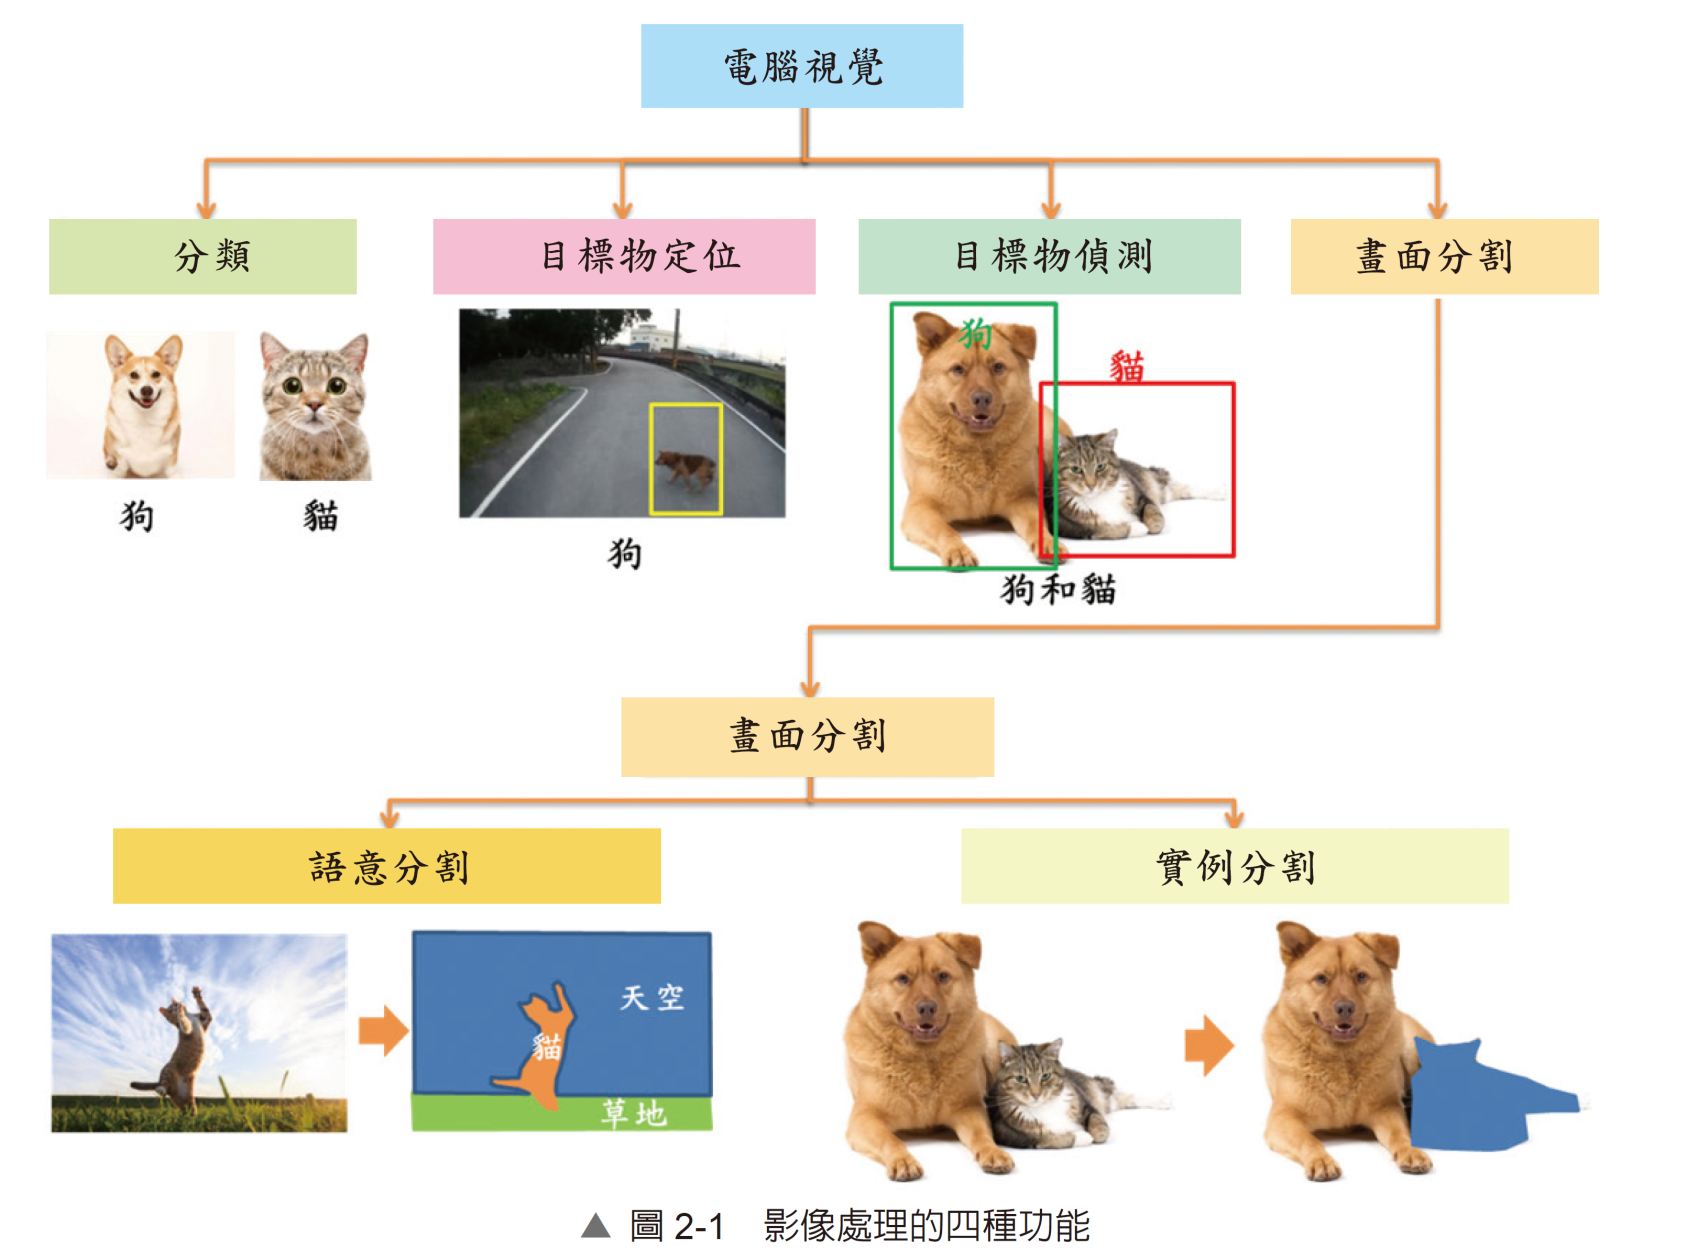 電腦視覺
分類
目標物定位
目標物偵測
畫面分割
狗
貓
狗
貓
狗
狗和貓
畫面分割
語意分割
實例分割
天空
貓
草地
▲ 圖 2-1 影像處理的四種功能